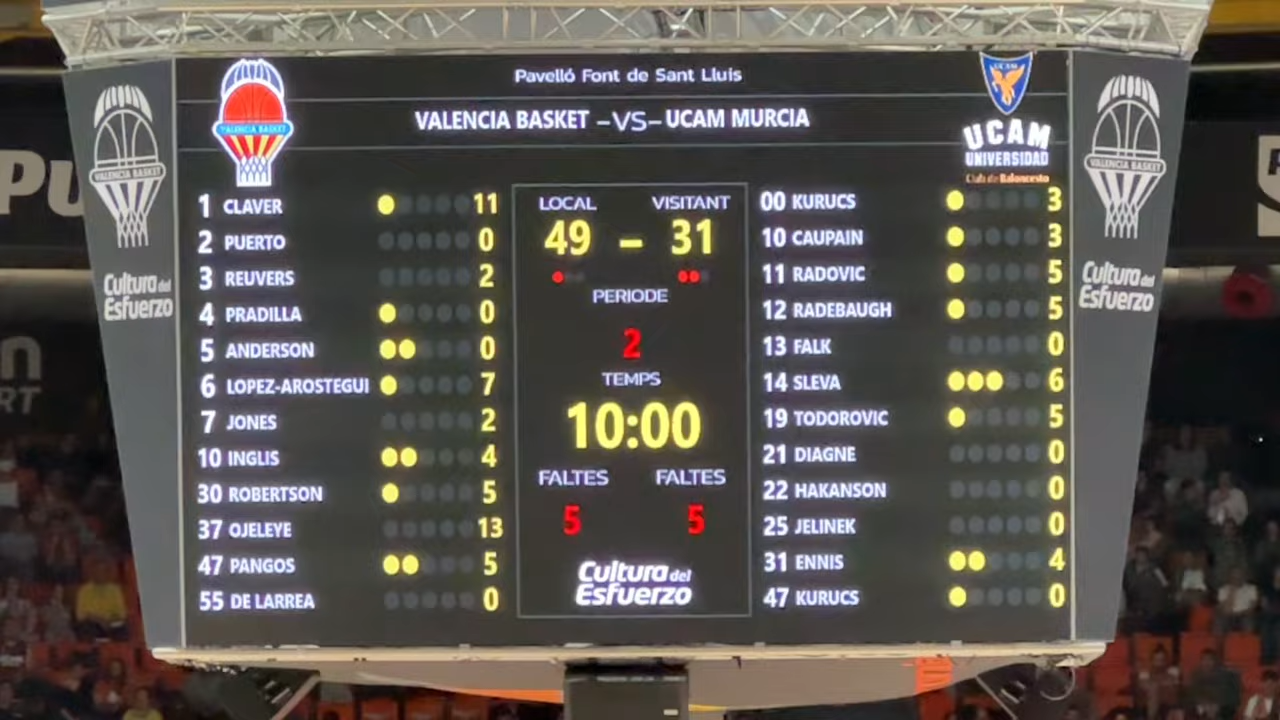 Pavelló Font de Sant Lluis
VALENCIA BASKET –VS– UCAM MURCIA
VALENCIA BASKET
UCAM
UNIVERSIDAD
Club de Baloncesto
VALENCIA BASKET
Cultura del
Esfuerzo
1 CLAVER 11
2 PUERTO 0
3 REUVERS 2
4 PRADILLA 0
5 ANDERSON 0
6 LOPEZ-AROSTEGUI 7
7 JONES 2
10 INGLIS 4
30 ROBERTSON 5
37 OJELEYE 13
47 PANGOS 5
55 DE LARREA 0
LOCAL VISITANT
49 – 31
PERIODE
2
TEMPS
10:00
FALTES FALTES
5 5
Cultura del
Esfuerzo
00 KURUCS 3
10 CAUPAIN 3
11 RADOVIC 5
12 RADEBAUGH 5
13 FALK 0
14 SLEVA 6
19 TODOROVIC 5
21 DIAGNE 0
22 HAKANSON 0
25 JELINEK 0
31 ENNIS 4
47 KURUCS 0
VALENCIA BASKET
Cultura del
Esfuerzo